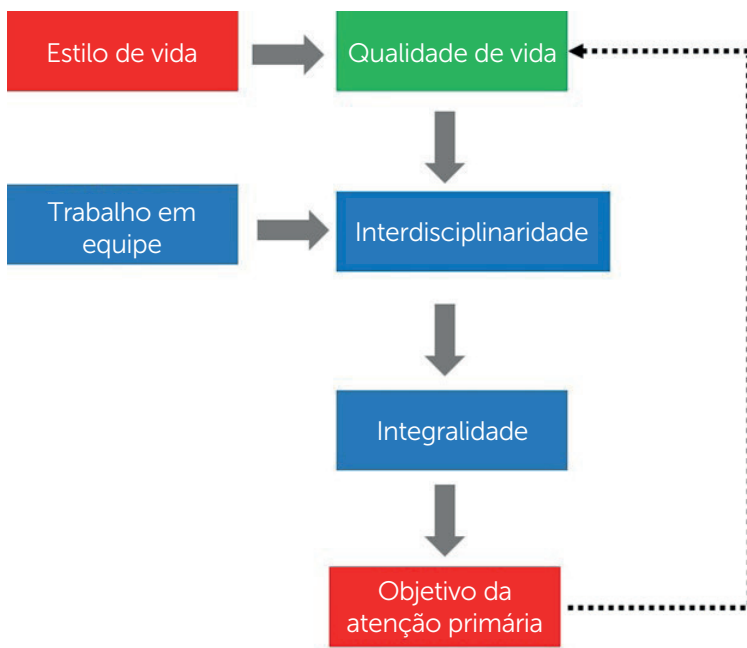 Estilo de vida
Qualidade de vida
Trabalho em
equipe
Interdisciplinaridade
Integralidade
Objetivo da
atenção primária